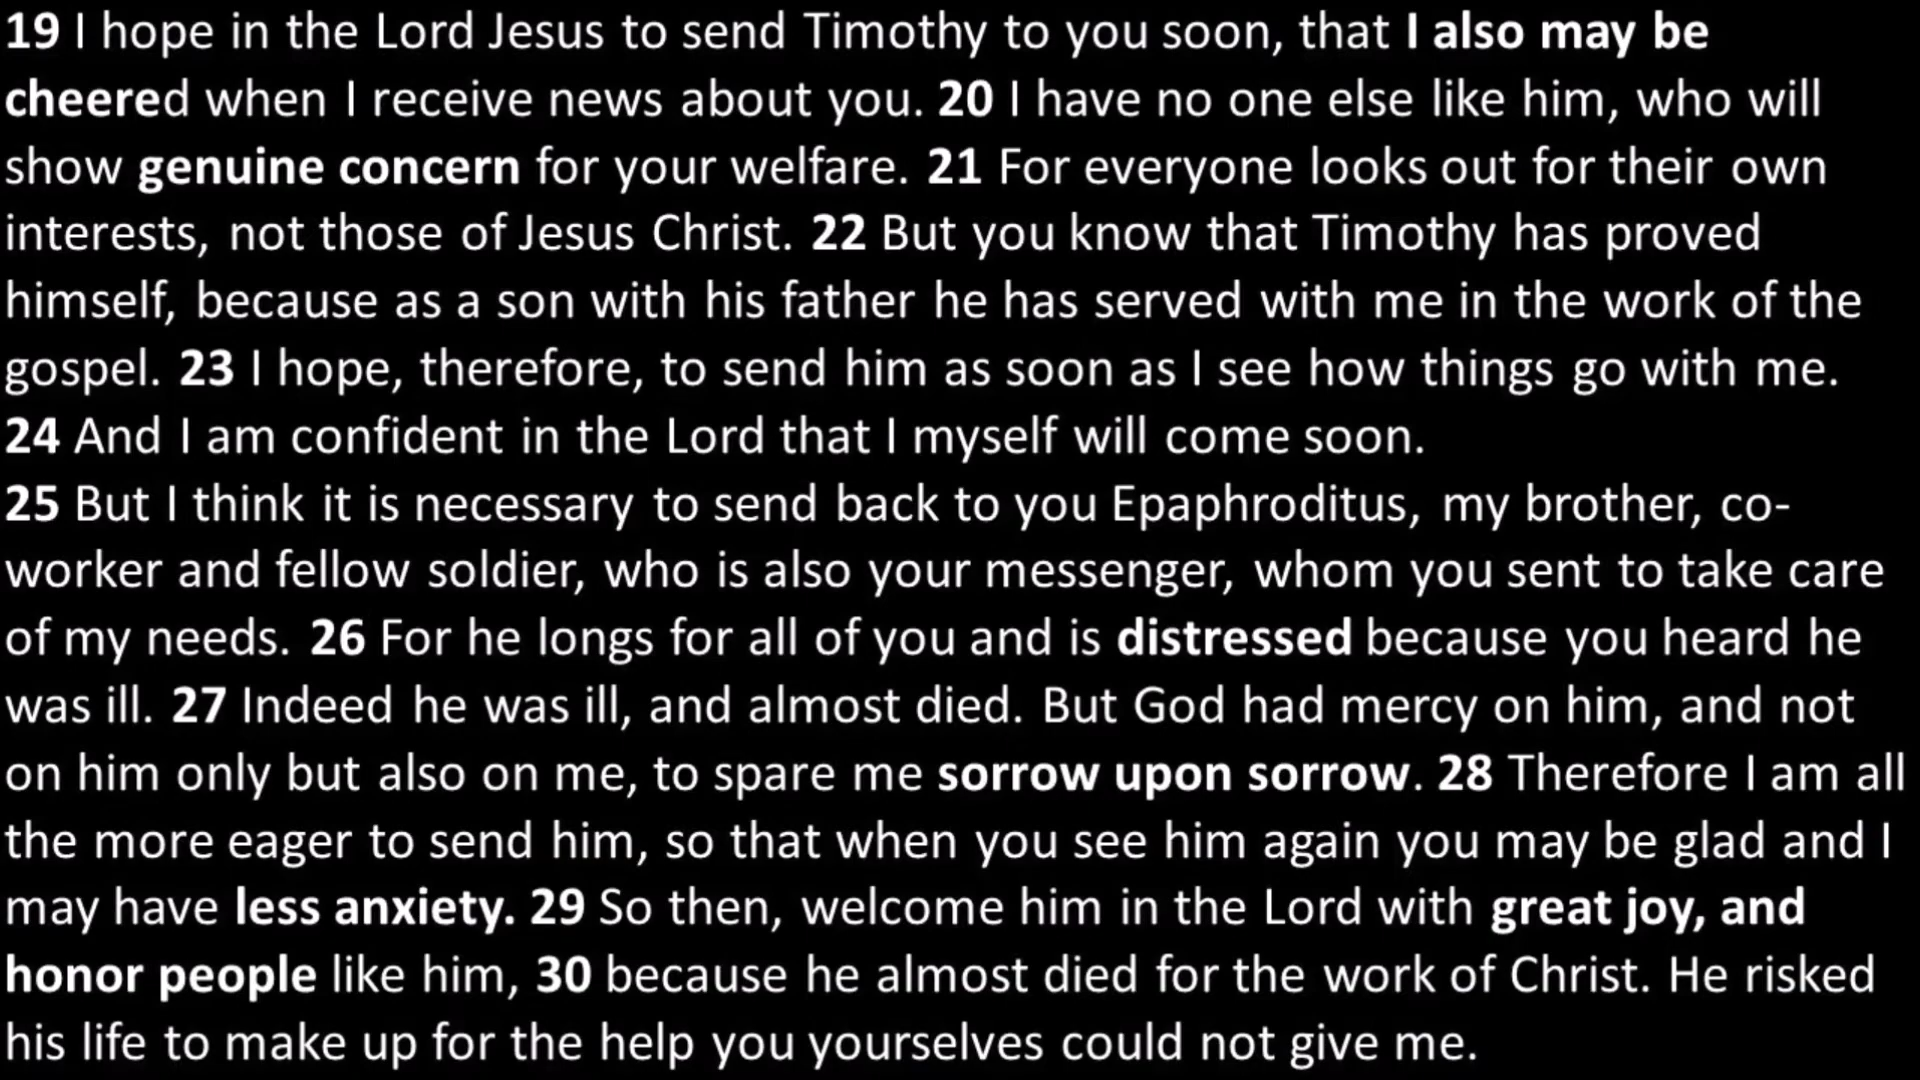 19 I hope in the Lord Jesus to send Timothy to you soon, that I also may be
cheered when I receive news about you. 20 I have no one else like him, who will
show genuine concern for your welfare. 21 For everyone looks out for their own
interests, not those of Jesus Christ. 22 But you know that Timothy has proved
himself, because as a son with his father he has served with me in the work of the
gospel. 23 I hope, therefore, to send him as soon as I see how things go with me.
24 And I am confident in the Lord that I myself will come soon.
25 But I think it is necessary to send back to you Epaphroditus, my brother, co-
worker and fellow soldier, who is also your messenger, whom you sent to take care
of my needs. 26 For he longs for all of you and is distressed because you heard he
was ill. 27 Indeed he was ill, and almost died. But God had mercy on him, and not
on him only but also on me, to spare me sorrow upon sorrow. 28 Therefore I am all
the more eager to send him, so that when you see him again you may be glad and I
may have less anxiety. 29 So then, welcome him in the Lord with great joy, and
honor people like him, 30 because he almost died for the work of Christ. He risked
his life to make up for the help you yourselves could not give me.